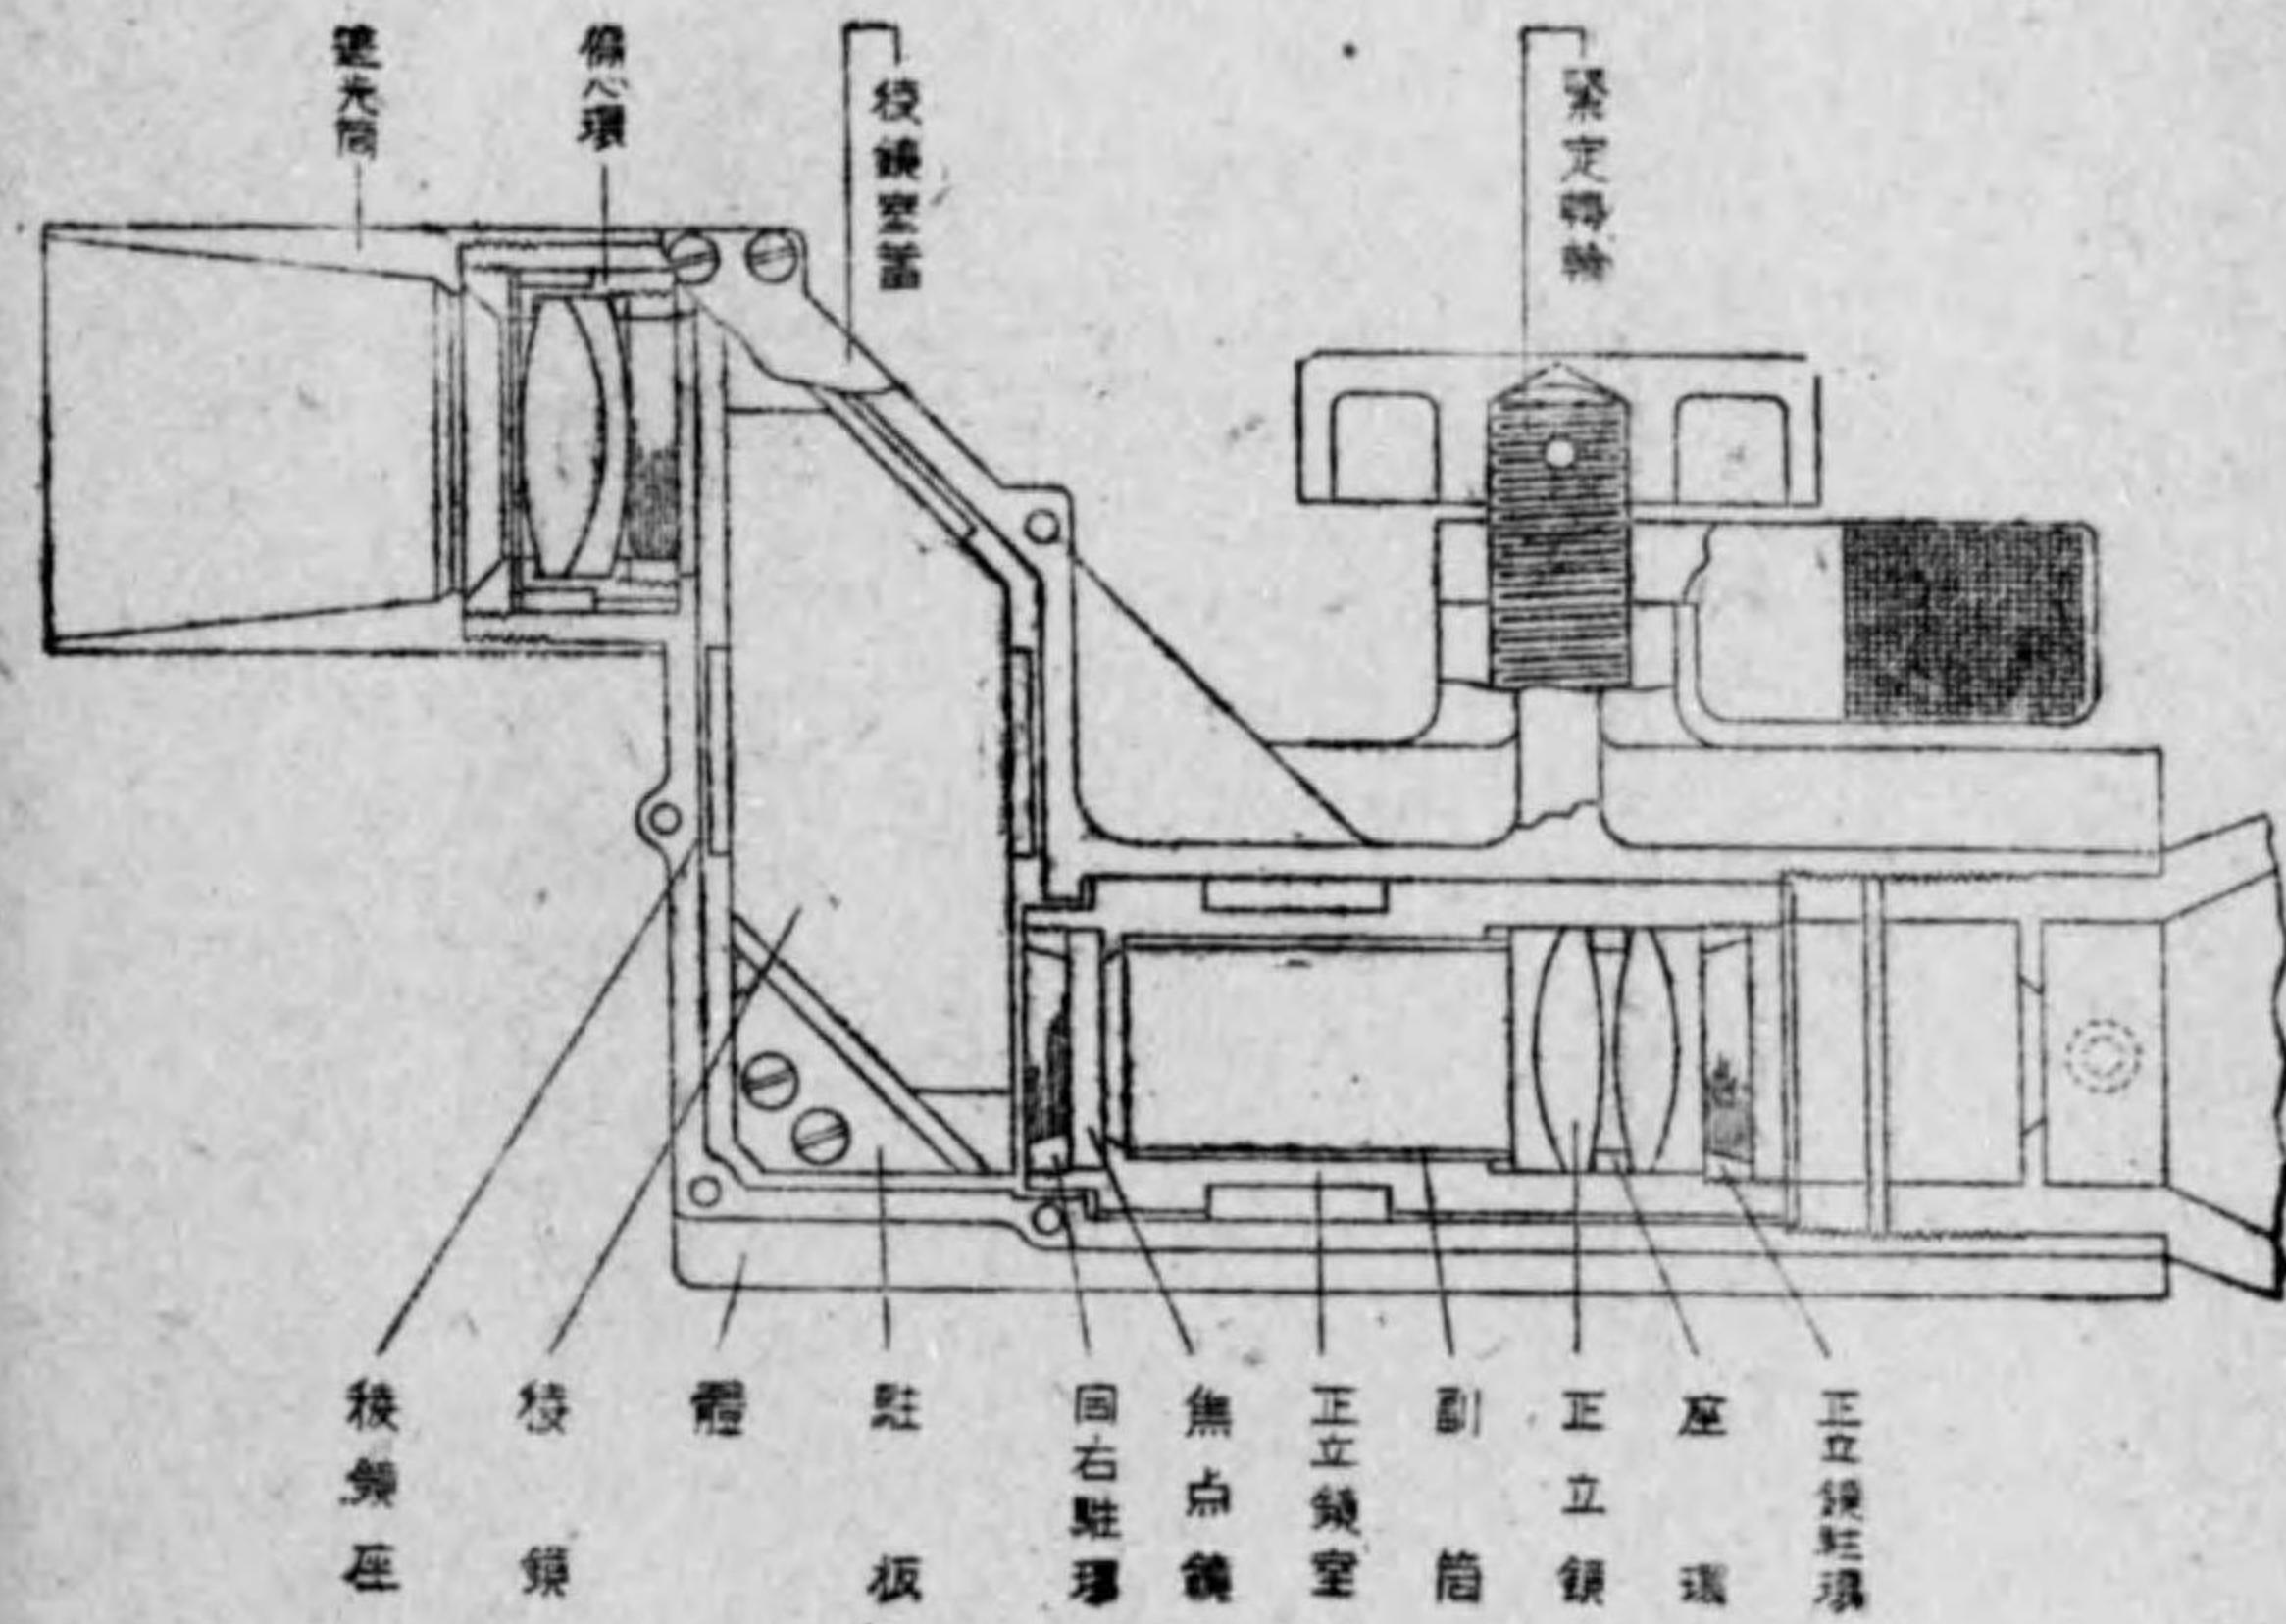 遮光筒
偏心環
稜鏡室蓋
緊定轉輪
稜鏡座
稜鏡
體
駐板
同右駐環
焦点鏡
正立鏡室
副筒
正立鏡
座環
正立鏡駐環